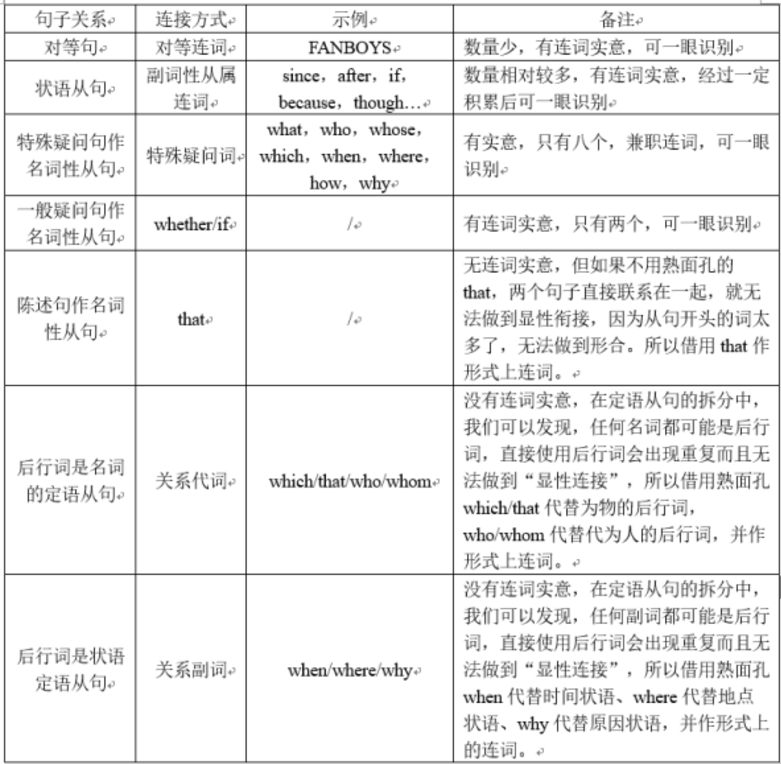 句子关系 连接方式 示例 备注
对等句 对等连词 FANBOYS 数量少，有连词实意，可一眼识别
状语从句
副词性从属
连词
since，after，if，
because，though…
数量相对较多，有连词实意，经过一定
积累后可一眼识别
特殊疑问句作
名词性从句
特殊疑问词
what，who，whose，
which，when，where，
how，why
有实意，只有八个，兼职连词，可一眼
识别
一般疑问句作
名词性从句
whether/if
/
有连词实意，只有两个，可一眼识别
陈述句作名词
性从句
that
/
无连词实意，但如果不用熟面孔的
that，两个句子直接联系在一起，就无
法做到显性衔接，因为从句开头的词太
多了，无法做到形合。所以借用 that 作
形式上连词。
后行词是名词
的定语从句
关系代词
which/that/who/whom
没有连词实意，在定语从句的拆分中，
我们可以发现，任何名词都可能是后行
词，直接使用后行词会出现重复而且无
法做到“显性连接”，所以借用熟面孔
which/that 代替为物的后行词，
who/whom 代替代为人的后行词，并作
形式上连词。
后行词是状语
定语从句
关系副词
when/where/why
没有连词实意，在定语从句的拆分中，
我们可以发现，任何副词都可能是后行
词，直接使用后行词会出现重复而且无
法做到“显性连接”，所以借用熟面孔
when 代替时间状语、where 代替地点
状语、why 代替原因状语，并作形式上
的连词。